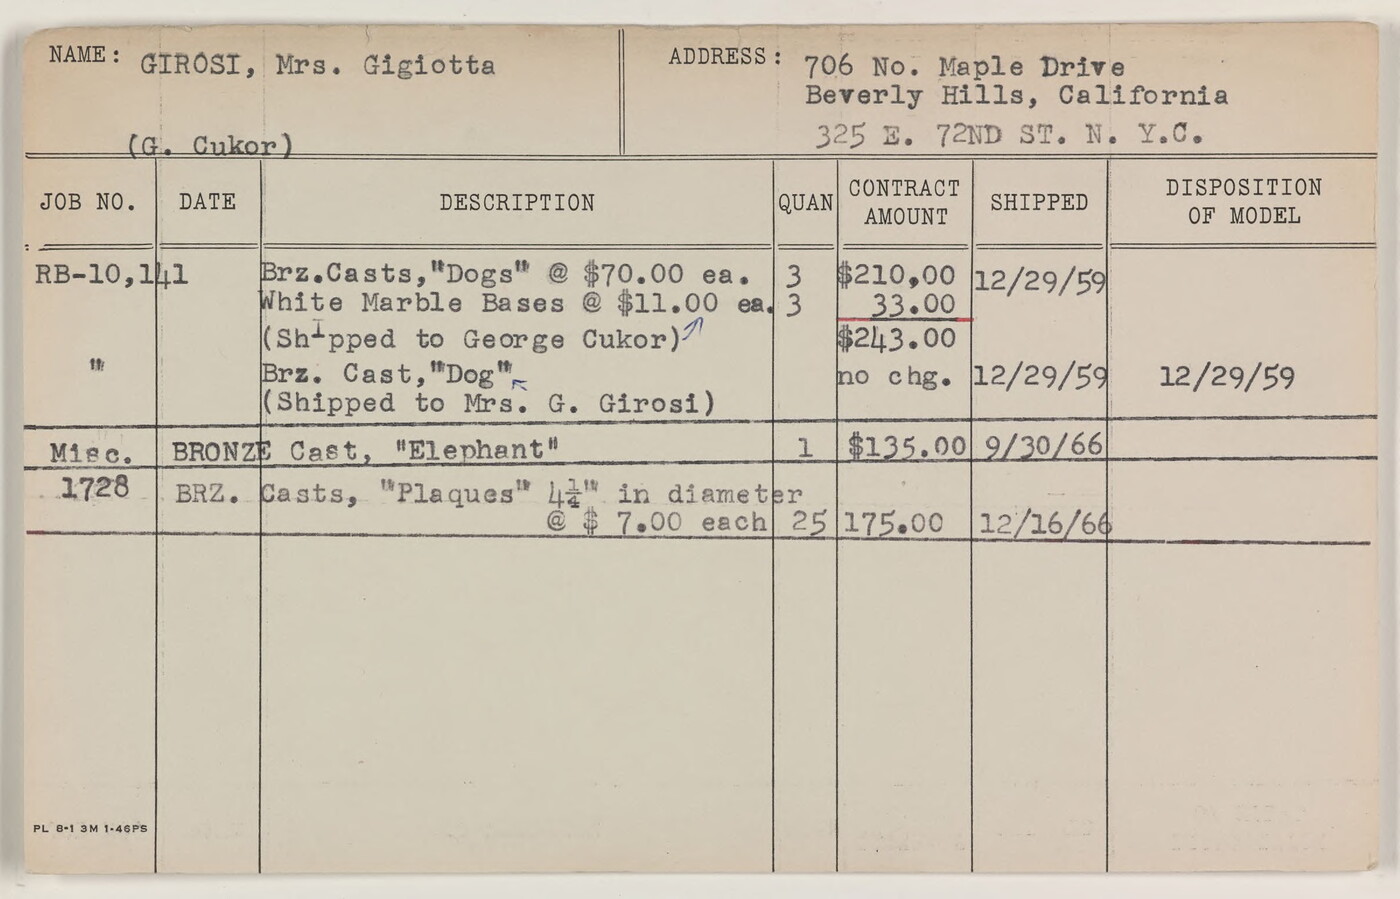 NAME: GIROSI, Mrs. Gigiotta
(G. Cukor)
ADDRESS: 706 No. Maple Drive
Beverly Hills, California
325 E. 72ND ST. N. Y.C.
JOB NO. DATE DESCRIPTION QUAN CONTRACT AMOUNT SHIPPED DISPOSITION OF MODEL
RB-10,141 Brz.Casts,"Dogs" @ $70.00 ea. 3 $210,00 12/29/59
White Marble Bases @ $11.00 ea. 3 33.00
(Shipped to George Cukor) $243.00
" Brz. Cast,"Dog" no chg. 12/29/59 12/29/59
(Shipped to Mrs. G. Girosi)
Misc. BRONZE Cast, "Elephant" 1 $135.00 9/30/66
1728 BRZ. Casts, "Plaques" 4¼" in diameter
@ $ 7.00 each 25 175.00 12/16/66
PL 8-1 3M 1-46PS